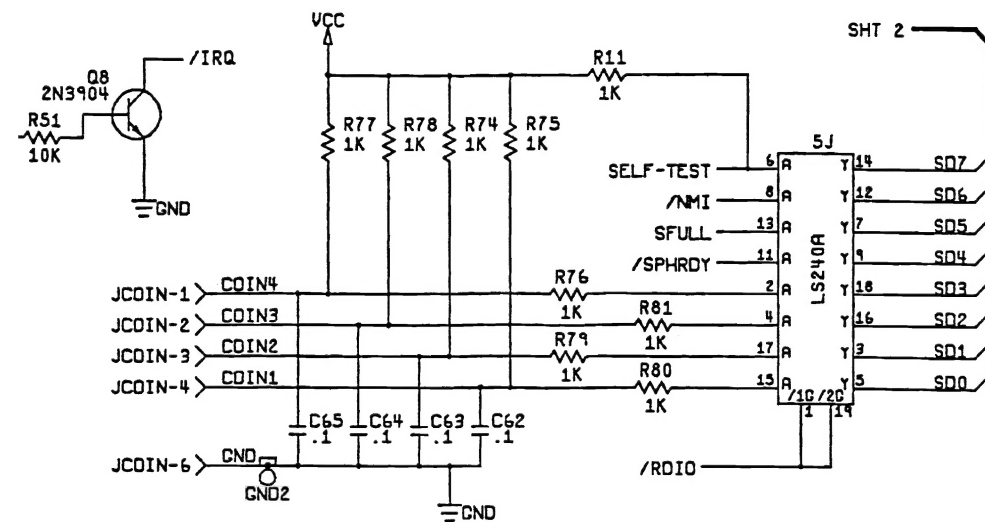 VCC
SHT 2
/IRQ
Q8
2N3904
R51
10K
GND
R11
1K
R77
1K
R78
1K
R74
1K
R75
1K
5J
SELF-TEST 6 A Y 14 SD7
/NMI 8 A Y 12 SD6
SFULL 13 A Y 7 SD5
/SPHRDY 11 A Y 9 SD4
LS240A
JCOIN-1 COIN4 R76 1K 2 A Y 18 SD3
JCOIN-2 COIN3 R81 1K 4 A Y 16 SD2
JCOIN-3 COIN2 R79 1K 17 A Y 3 SD1
JCOIN-4 COIN1 R80 1K 15 A Y 5 SD0
/1G /2G
1 19
C65
.1
C64
.1
C63
.1
C62
.1
JCOIN-6 GND
GND2
GND
/RDIO